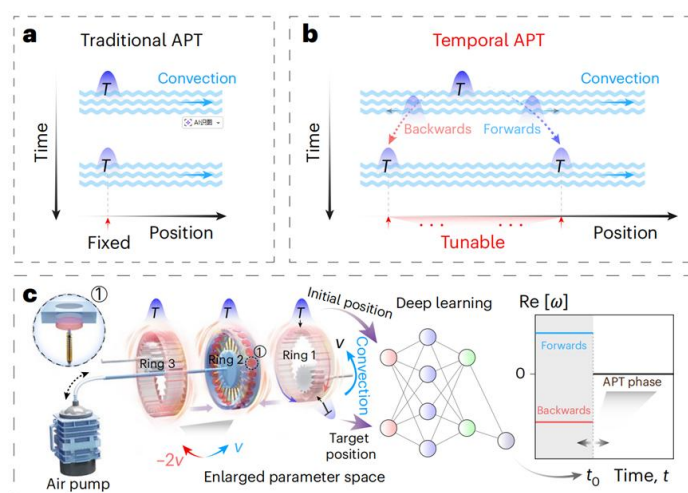 a
Traditional APT
T
Convection
AI识图
Time
T
Fixed
Position
b
Temporal APT
T
Convection
Backwards
Forwards
Time
T
T
Tunable
Position
c
①
T
T
T
Initial position
Deep learning
Re [ω]
Ring 3
Ring 2
①
Ring 1
v
Convection
Forwards
0
APT phase
Backwards
T
Target
position
−2v
v
Air pump
Enlarged parameter space
t0
Time, t